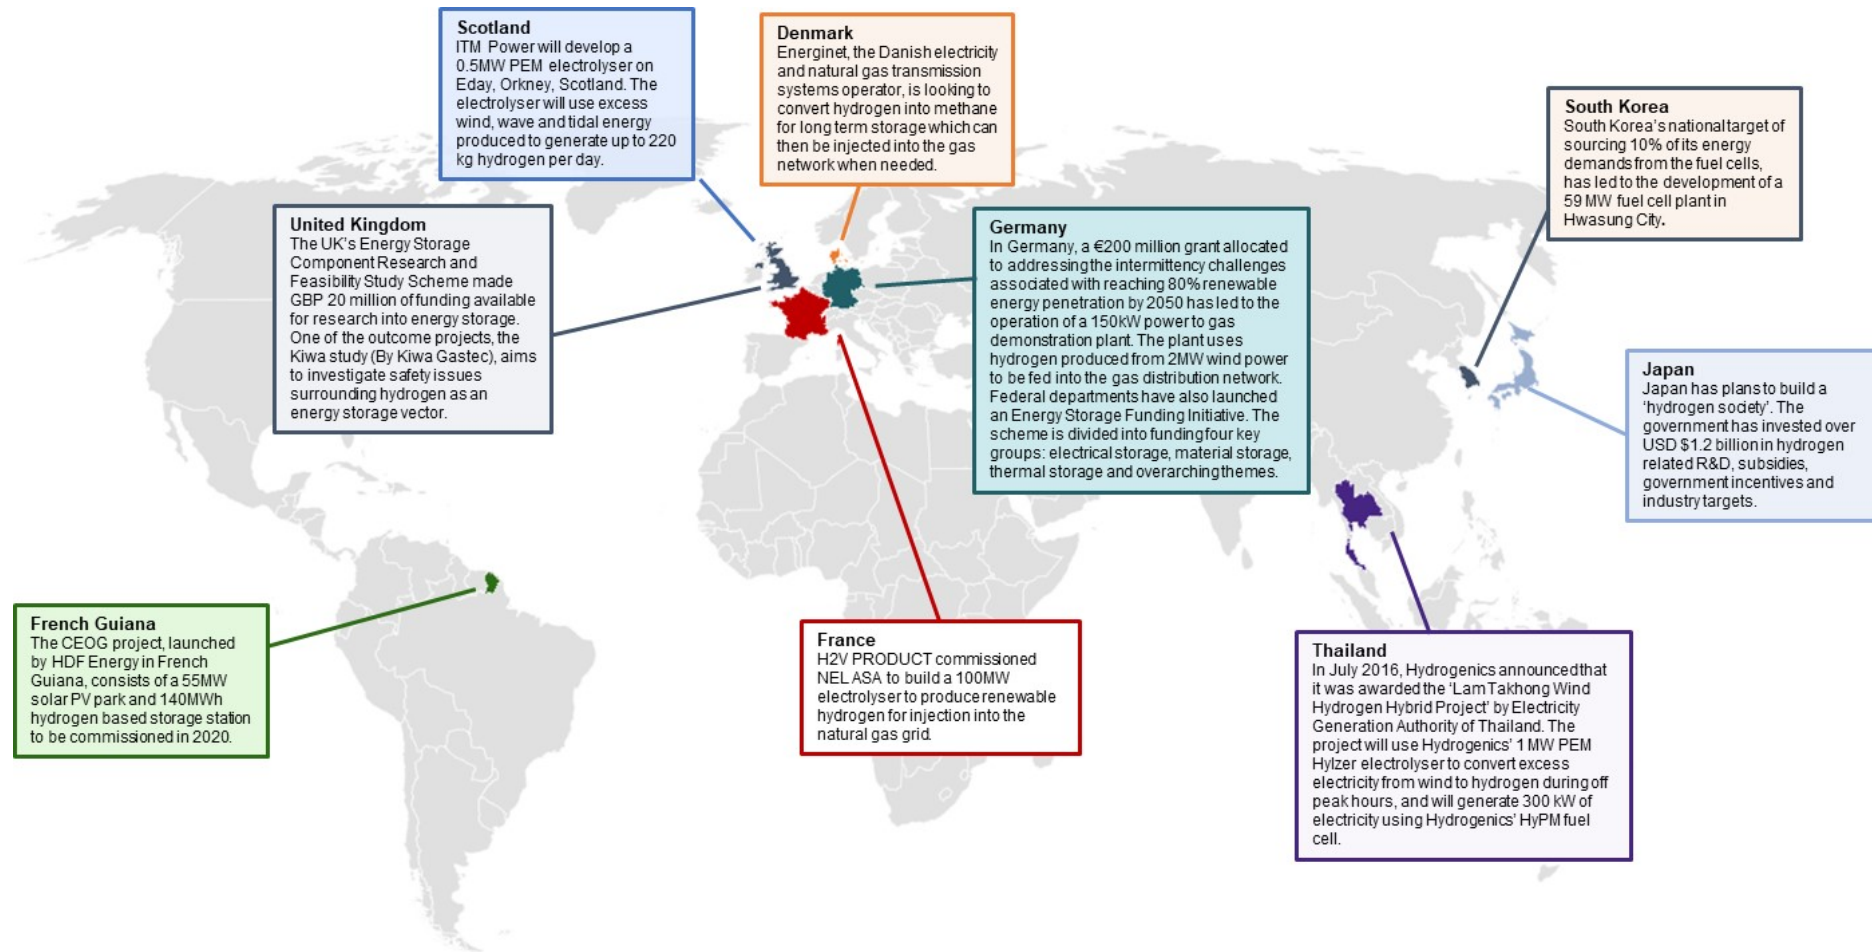 Scotland
ITM Power will develop a
0.5MW PEM electrolyser on
Eday, Orkney, Scotland. The
electrolyser will use excess
wind, wave and tidal energy
produced to generate up to 220
kg hydrogen per day.
Denmark
Energinet, the Danish electricity
and natural gas transmission
systems operator, is looking to
convert hydrogen into methane
for long term storage which can
then be injected into the gas
network when needed.
South Korea
South Korea's national target of
sourcing 10% of its energy
demands from the fuel cells,
has led to the development of a
59 MW fuel cell plant in
Hwasung City.
United Kingdom
The UK's Energy Storage
Component Research and
Feasibility Study Scheme made
GBP 20 million of funding available
for research into energy storage.
One of the outcome projects, the
Kiwa study (By Kiwa Gastec), aims
to investigate safety issues
surrounding hydrogen as an
energy storage vector.
Germany
In Germany, a €200 million grant allocated
to addressing the intermittency challenges
associated with reaching 80% renewable
energy penetration by 2050 has led to the
operation of a 150kW power to gas
demonstration plant. The plant uses
hydrogen produced from 2MW wind power
to be fed into the gas distribution network.
Federal departments have also launched
an Energy Storage Funding Initiative. The
scheme is divided into funding four key
groups: electrical storage, material storage,
thermal storage and overarching themes.
Japan
Japan has plans to build a
'hydrogen society'. The
government has invested over
USD $1.2 billion in hydrogen
related R&D, subsidies,
government incentives and
industry targets.
French Guiana
The CEOG project, launched
by HDF Energy in French
Guiana, consists of a 55MW
solar PV park and 140MWh
hydrogen based storage station
to be commissioned in 2020.
France
H2V PRODUCT commissioned
NEL ASA to build a 100MW
electrolyser to produce renewable
hydrogen for injection into the
natural gas grid.
Thailand
In July 2016, Hydrogenics announced that
it was awarded the 'Lam Takhong Wind
Hydrogen Hybrid Project' by Electricity
Generation Authority of Thailand. The
project will use Hydrogenics' 1 MW PEM
Hylzer electrolyser to convert excess
electricity from wind to hydrogen during off
peak hours, and will generate 300 kW of
electricity using Hydrogenics' HyPM fuel
cell.